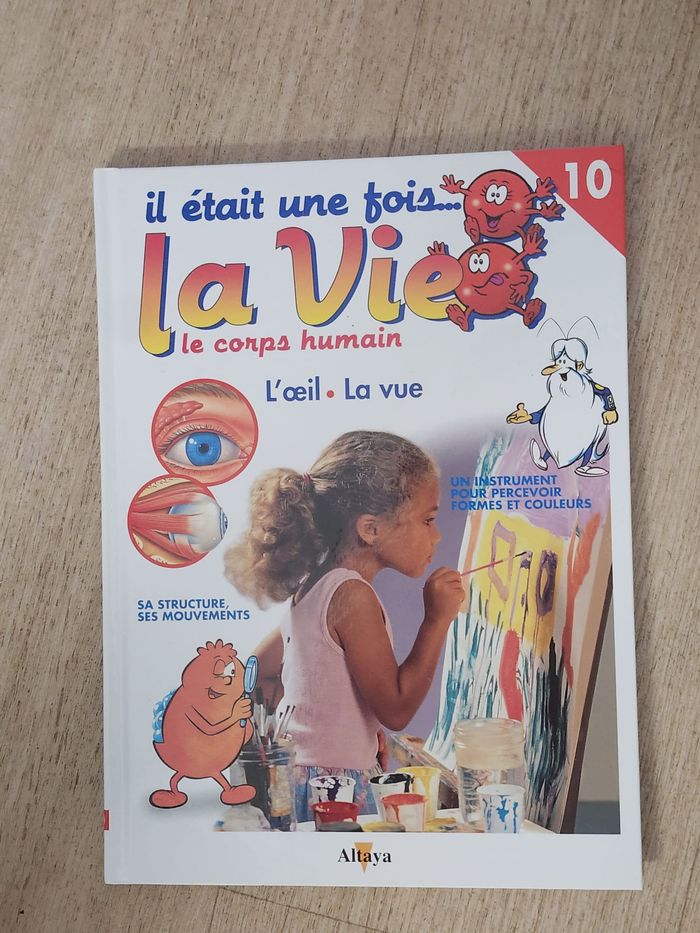 il était une fois...
10
la Vie
le corps humain
L'œil • La vue
UN INSTRUMENT
POUR PERCEVOIR
FORMES ET COULEURS
SA STRUCTURE,
SES MOUVEMENTS
Altaya